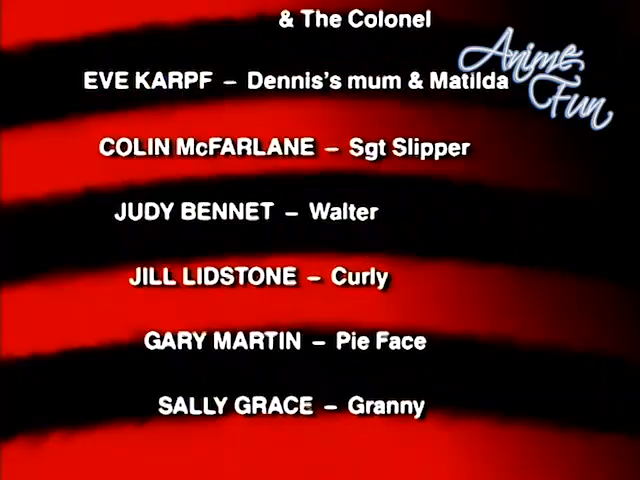 & The Colonel
EVE KARPF – Dennis's mum & Matilda
COLIN McFARLANE – Sgt Slipper
JUDY BENNET – Walter
JILL LIDSTONE – Curly
GARY MARTIN – Pie Face
SALLY GRACE – Granny
Anime
Fun